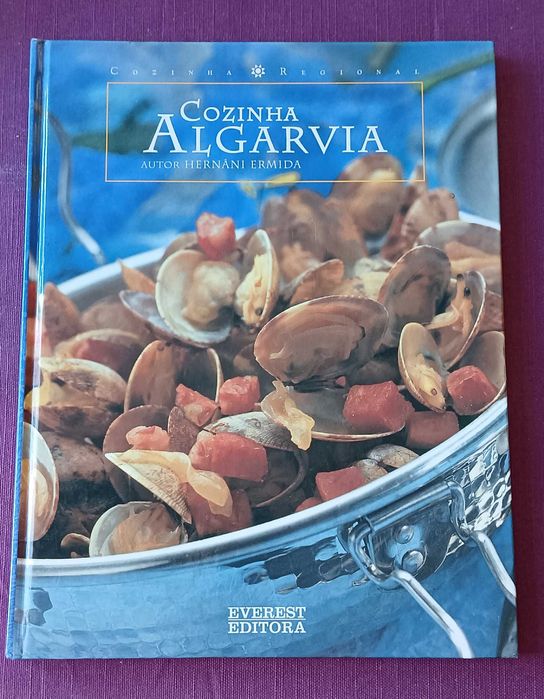 COZINHA REGIONAL
COZINHA
ALGARVIA
AUTOR HERNÂNI ERMIDA
EVEREST
EDITORA